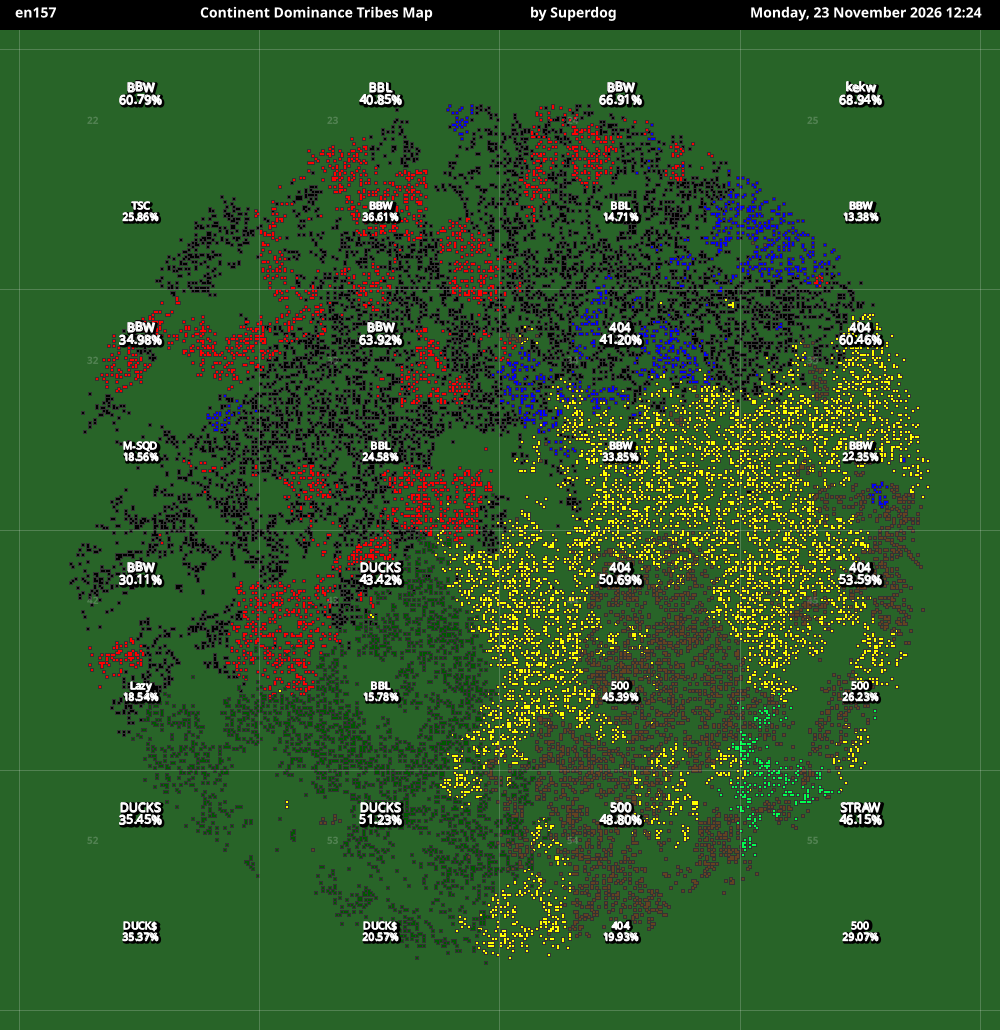 en157 Continent Dominance Tribes Map by Superdog Monday, 23 November 2026 12:24
BBW BBL BBW kekw
60.79% 40.85% 66.91% 68.94%
22 23 25
TSC BBW BBL BBW
25.86% 36.61% 14.71% 13.38%
BBW BBW 404 404
34.98% 63.92% 41.20% 60.46%
32
M-SQD BBL BBW BBW
18.56% 24.58% 33.85% 22.35%
BBW DUCKS 404 404
30.11% 43.42% 50.69% 53.59%
Lazy BBL 500 500
18.54% 15.78% 45.39% 26.23%
DUCKS DUCKS 500 STRAW
35.45% 51.23% 48.80% 46.15%
52 53 55
DUCK$ DUCK$ 404 500
35.37% 20.57% 19.93% 29.07%